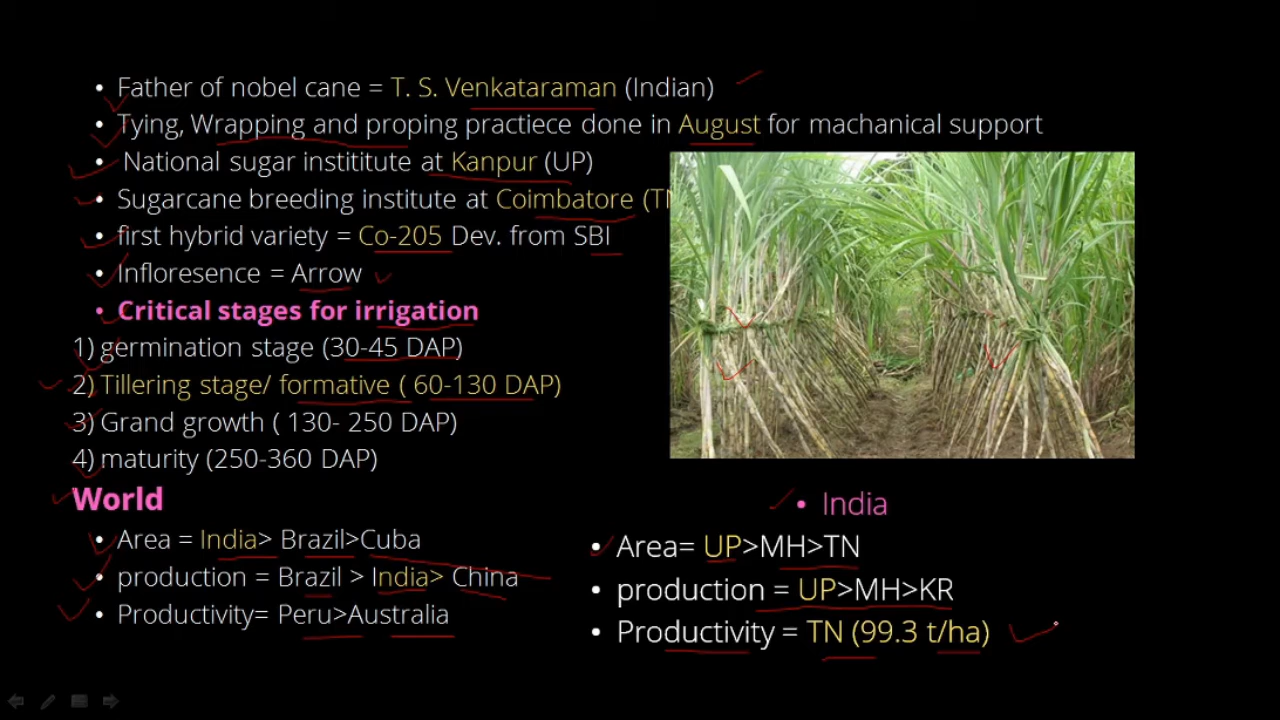 • Father of nobel cane = T. S. Venkataraman (Indian)
• Tying, Wrapping and proping practiece done in August for machanical support
• National sugar instititute at Kanpur (UP)
• Sugarcane breeding institute at Coimbatore (TN
• first hybrid variety = Co-205 Dev. from SBI
• Infloresence = Arrow
• Critical stages for irrigation
1) germination stage (30-45 DAP)
2) Tillering stage/ formative ( 60-130 DAP)
3) Grand growth ( 130- 250 DAP)
4) maturity (250-360 DAP)
World
• Area = India> Brazil>Cuba
• production = Brazil > India> China
• Productivity= Peru>Australia
• India
• Area= UP>MH>TN
• production = UP>MH>KR
• Productivity = TN (99.3 t/ha)